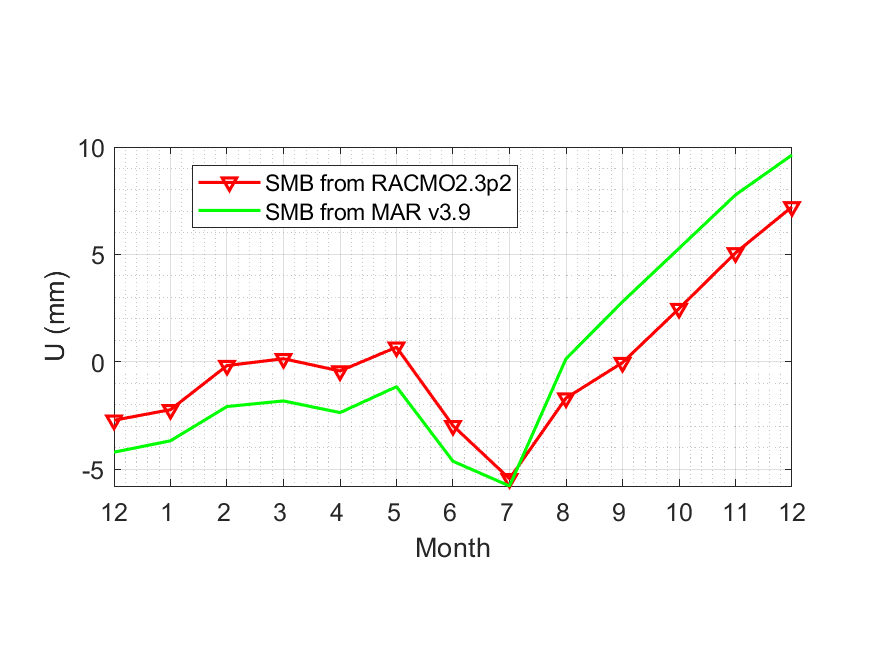 10
5
0
-5
U (mm)
SMB from RACMO2.3p2
SMB from MAR v3.9
12 1 2 3 4 5 6 7 8 9 10 11 12
Month